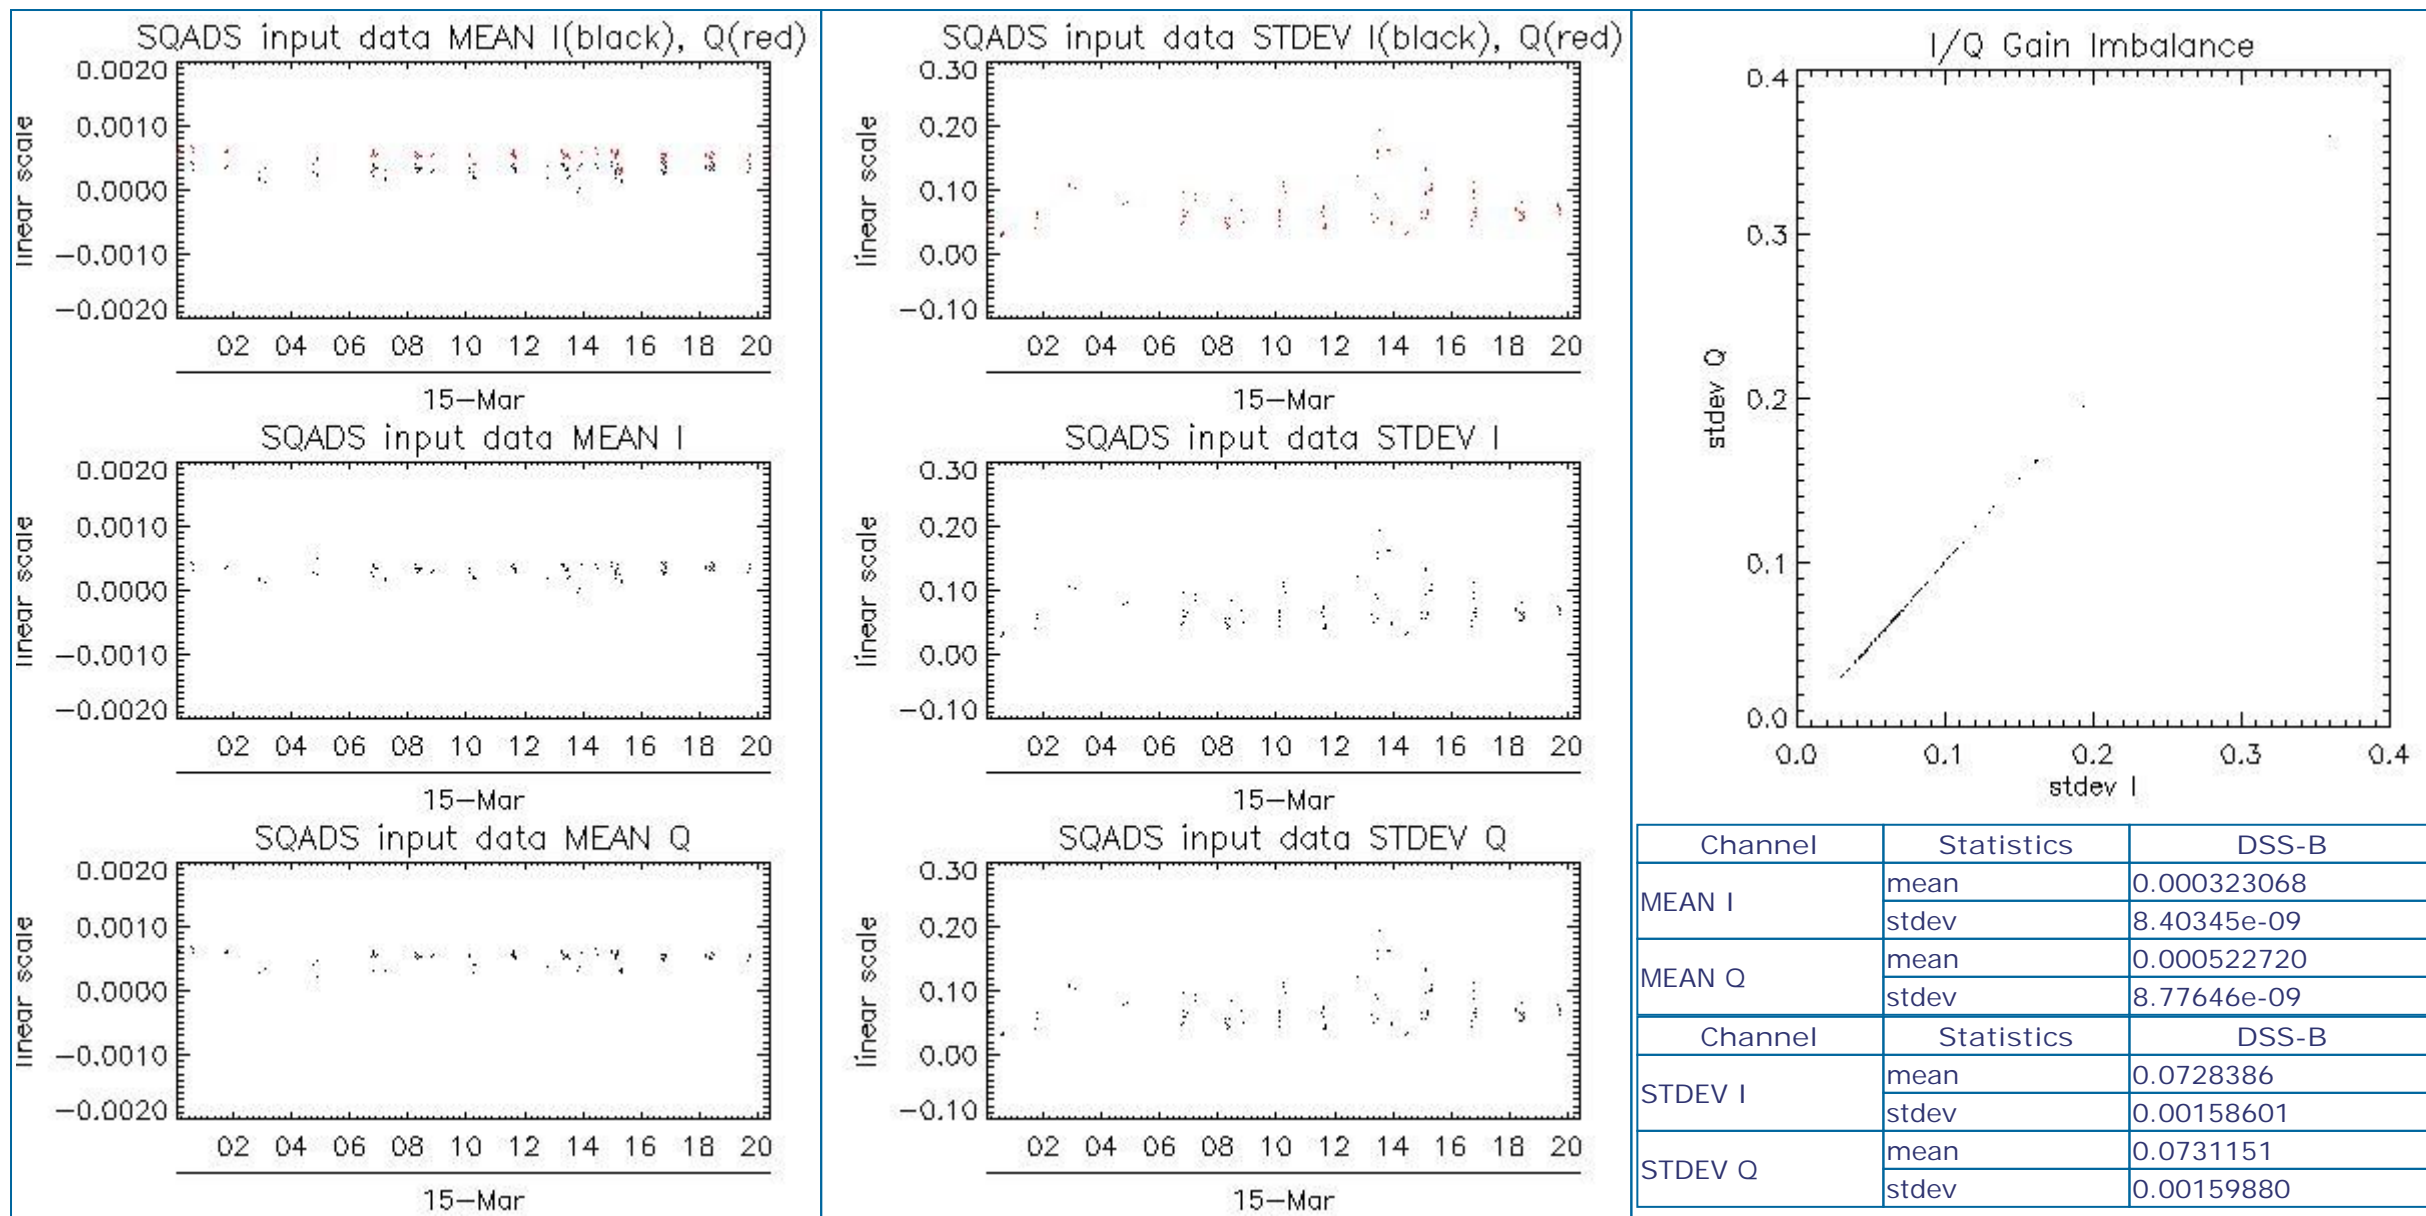 SQADS input data MEAN I(black), Q(red)
0.0020
0.0010
0.0000
−0.0010
−0.0020
linear scale
02 04 06 08 10 12 14 16 18 20
15−Mar
SQADS input data MEAN I
0.0020
0.0010
0.0000
−0.0010
−0.0020
linear scale
02 04 06 08 10 12 14 16 18 20
15−Mar
SQADS input data MEAN Q
0.0020
0.0010
0.0000
−0.0010
−0.0020
linear scale
02 04 06 08 10 12 14 16 18 20
15−Mar
SQADS input data STDEV I(black), Q(red)
0.30
0.20
0.10
0.00
−0.10
linear scale
02 04 06 08 10 12 14 16 18 20
15−Mar
SQADS input data STDEV I
0.30
0.20
0.10
0.00
−0.10
linear scale
02 04 06 08 10 12 14 16 18 20
15−Mar
SQADS input data STDEV Q
0.30
0.20
0.10
0.00
−0.10
linear scale
02 04 06 08 10 12 14 16 18 20
15−Mar
I/Q Gain Imbalance
0.4
0.3
0.2
0.1
0.0
stdev Q
0.0 0.1 0.2 0.3 0.4
stdev I
Channel Statistics DSS-B
MEAN I mean 0.000323068
stdev 8.40345e-09
MEAN Q mean 0.000522720
stdev 8.77646e-09
Channel Statistics DSS-B
STDEV I mean 0.0728386
stdev 0.00158601
STDEV Q mean 0.0731151
stdev 0.00159880